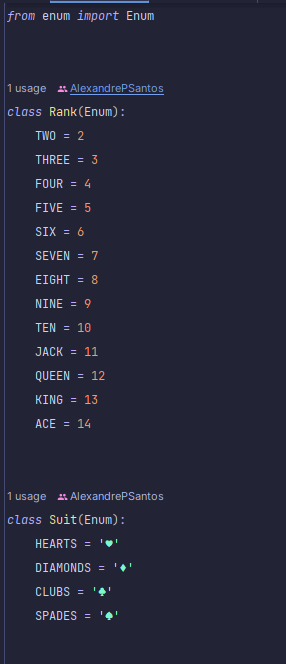 from enum import Enum
1 usage AlexandrePSantos
class Rank(Enum):
    TWO = 2
    THREE = 3
    FOUR = 4
    FIVE = 5
    SIX = 6
    SEVEN = 7
    EIGHT = 8
    NINE = 9
    TEN = 10
    JACK = 11
    QUEEN = 12
    KING = 13
    ACE = 14
1 usage AlexandrePSantos
class Suit(Enum):
    HEARTS = '♥'
    DIAMONDS = '♦'
    CLUBS = '♣'
    SPADES = '♠'